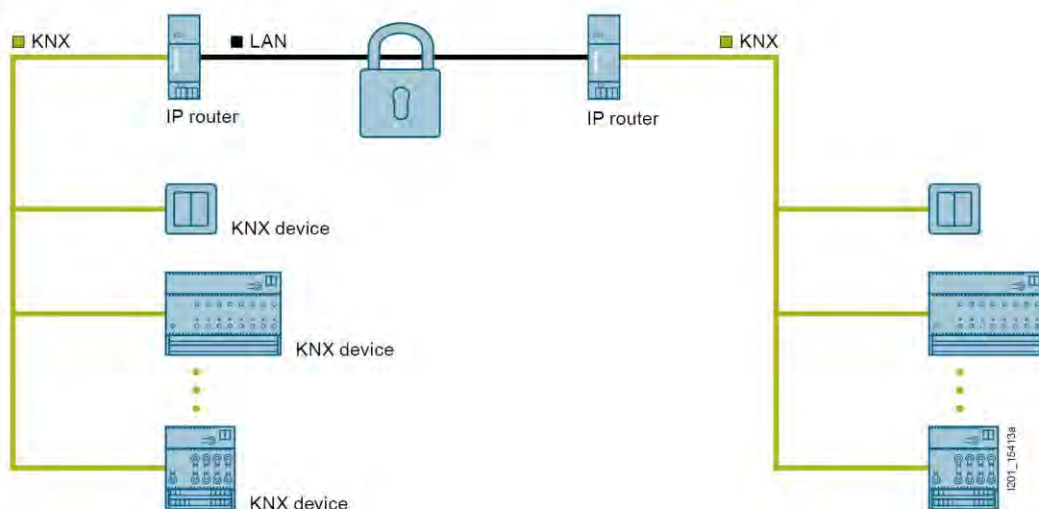 KNX
LAN
KNX
IP router
IP router
KNX device
KNX device
KNX device
I201_15413a